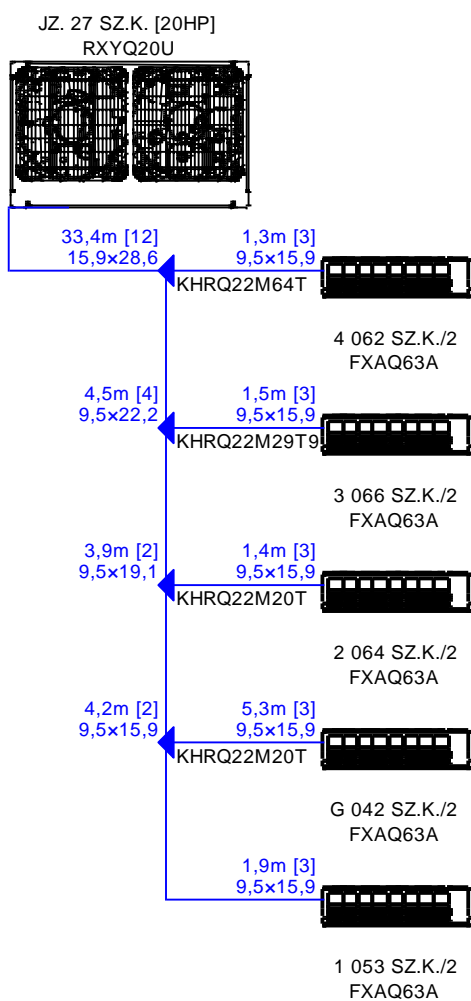 JZ. 27 SZ.K. [20HP]
RXYQ20U
33,4m [12]
15,9×28,6
1,3m [3]
9,5×15,9
KHRQ22M64T
4 062 SZ.K./2
FXAQ63A
4,5m [4]
9,5×22,2
1,5m [3]
9,5×15,9
KHRQ22M29T9
3 066 SZ.K./2
FXAQ63A
3,9m [2]
9,5×19,1
1,4m [3]
9,5×15,9
KHRQ22M20T
2 064 SZ.K./2
FXAQ63A
4,2m [2]
9,5×15,9
5,3m [3]
9,5×15,9
KHRQ22M20T
G 042 SZ.K./2
FXAQ63A
1,9m [3]
9,5×15,9
1 053 SZ.K./2
FXAQ63A